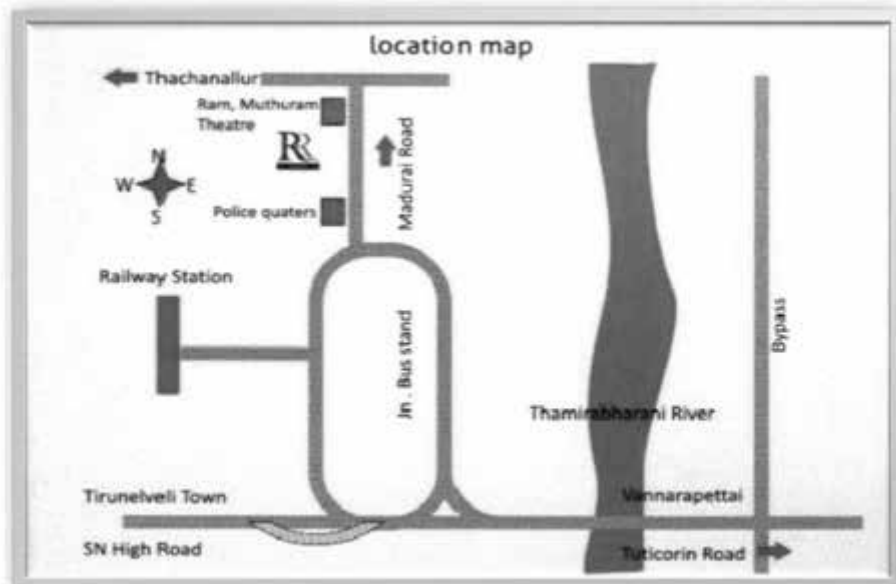 location map
Thachanallur
Ram, Muthuram
Theatre
RR
Madurai Road
N
W E
S
Police quaters
Railway Station
Jn . Bus stand
Bypass
Thamirabharani River
Tirunelveli Town
Vannarapettai
SN High Road
Tuticorin Road